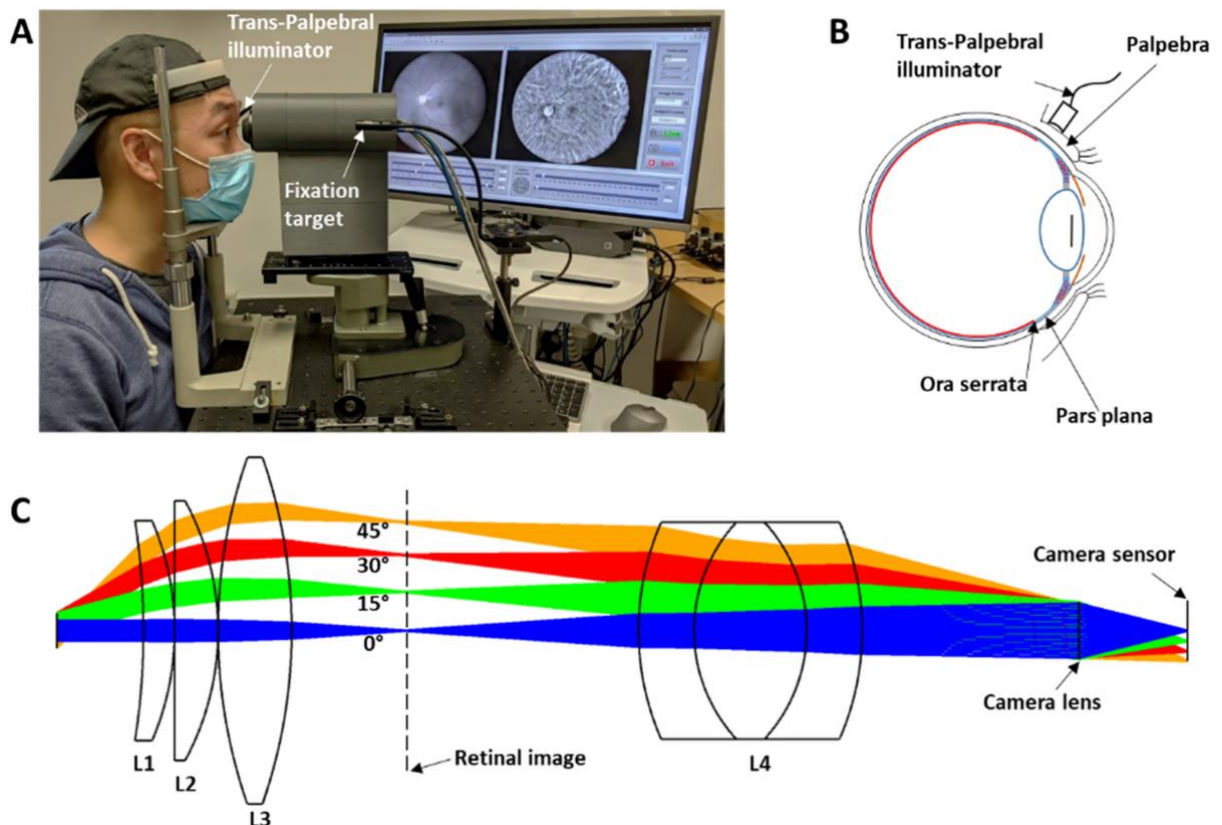 A
Trans-Palpebral
illuminator
Fixation
target
B
Trans-Palpebral
illuminator
Palpebra
Ora serrata
Pars plana
C
45°
30°
15°
0°
Camera sensor
Camera lens
Retinal image
L1
L2
L3
L4